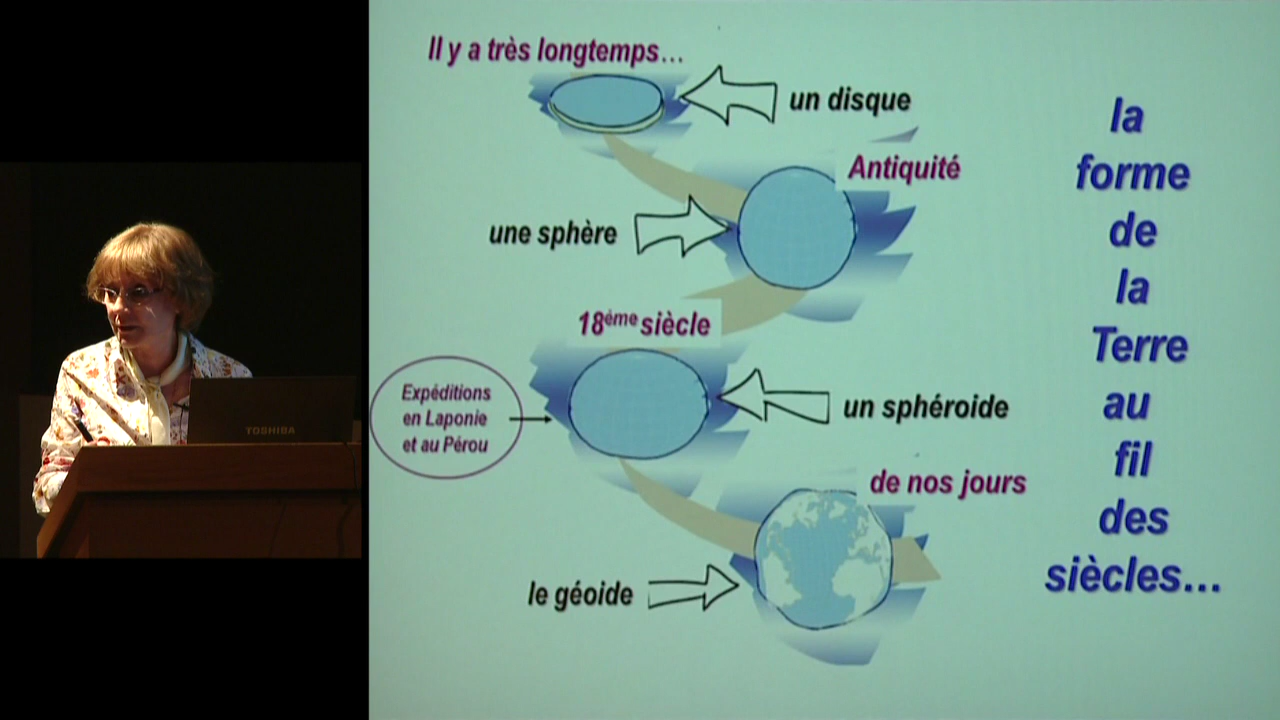 Il y a très longtemps…
un disque
Antiquité
une sphère
18ème siècle
Expéditions
en Laponie
et au Pérou
un sphéroide
de nos jours
le géoide
la
forme
de
la
Terre
au
fil
des
siècles…
TOSHIBA